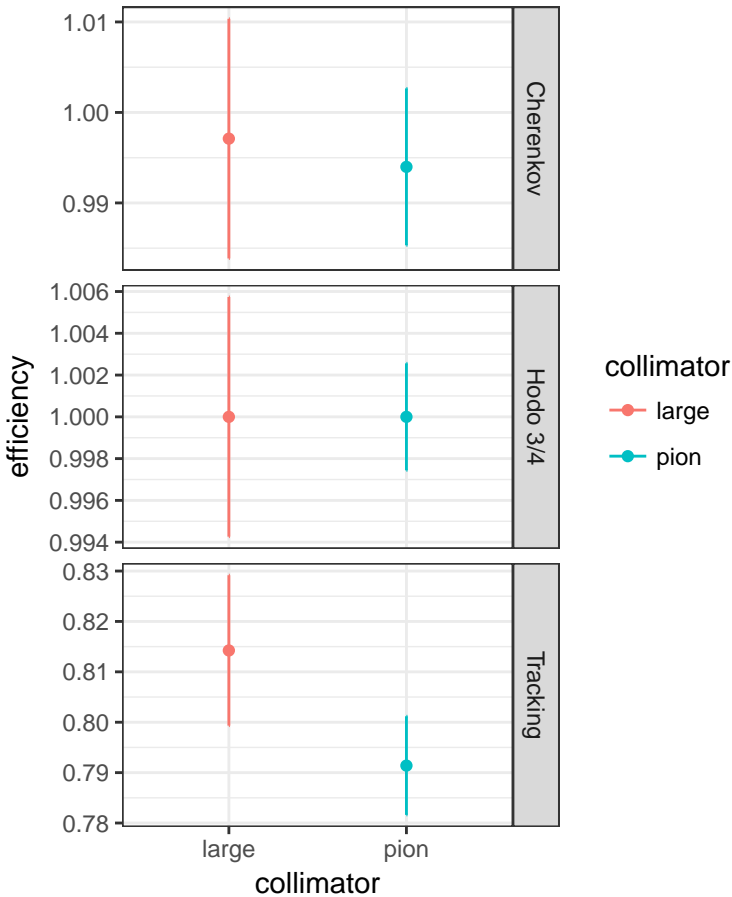 1.01
1.00
0.99
Cherenkov
1.006
1.004
1.002
1.000
0.998
0.996
0.994
Hodo 3/4
0.83
0.82
0.81
0.80
0.79
0.78
Tracking
large
pion
collimator
efficiency
collimator
large
pion